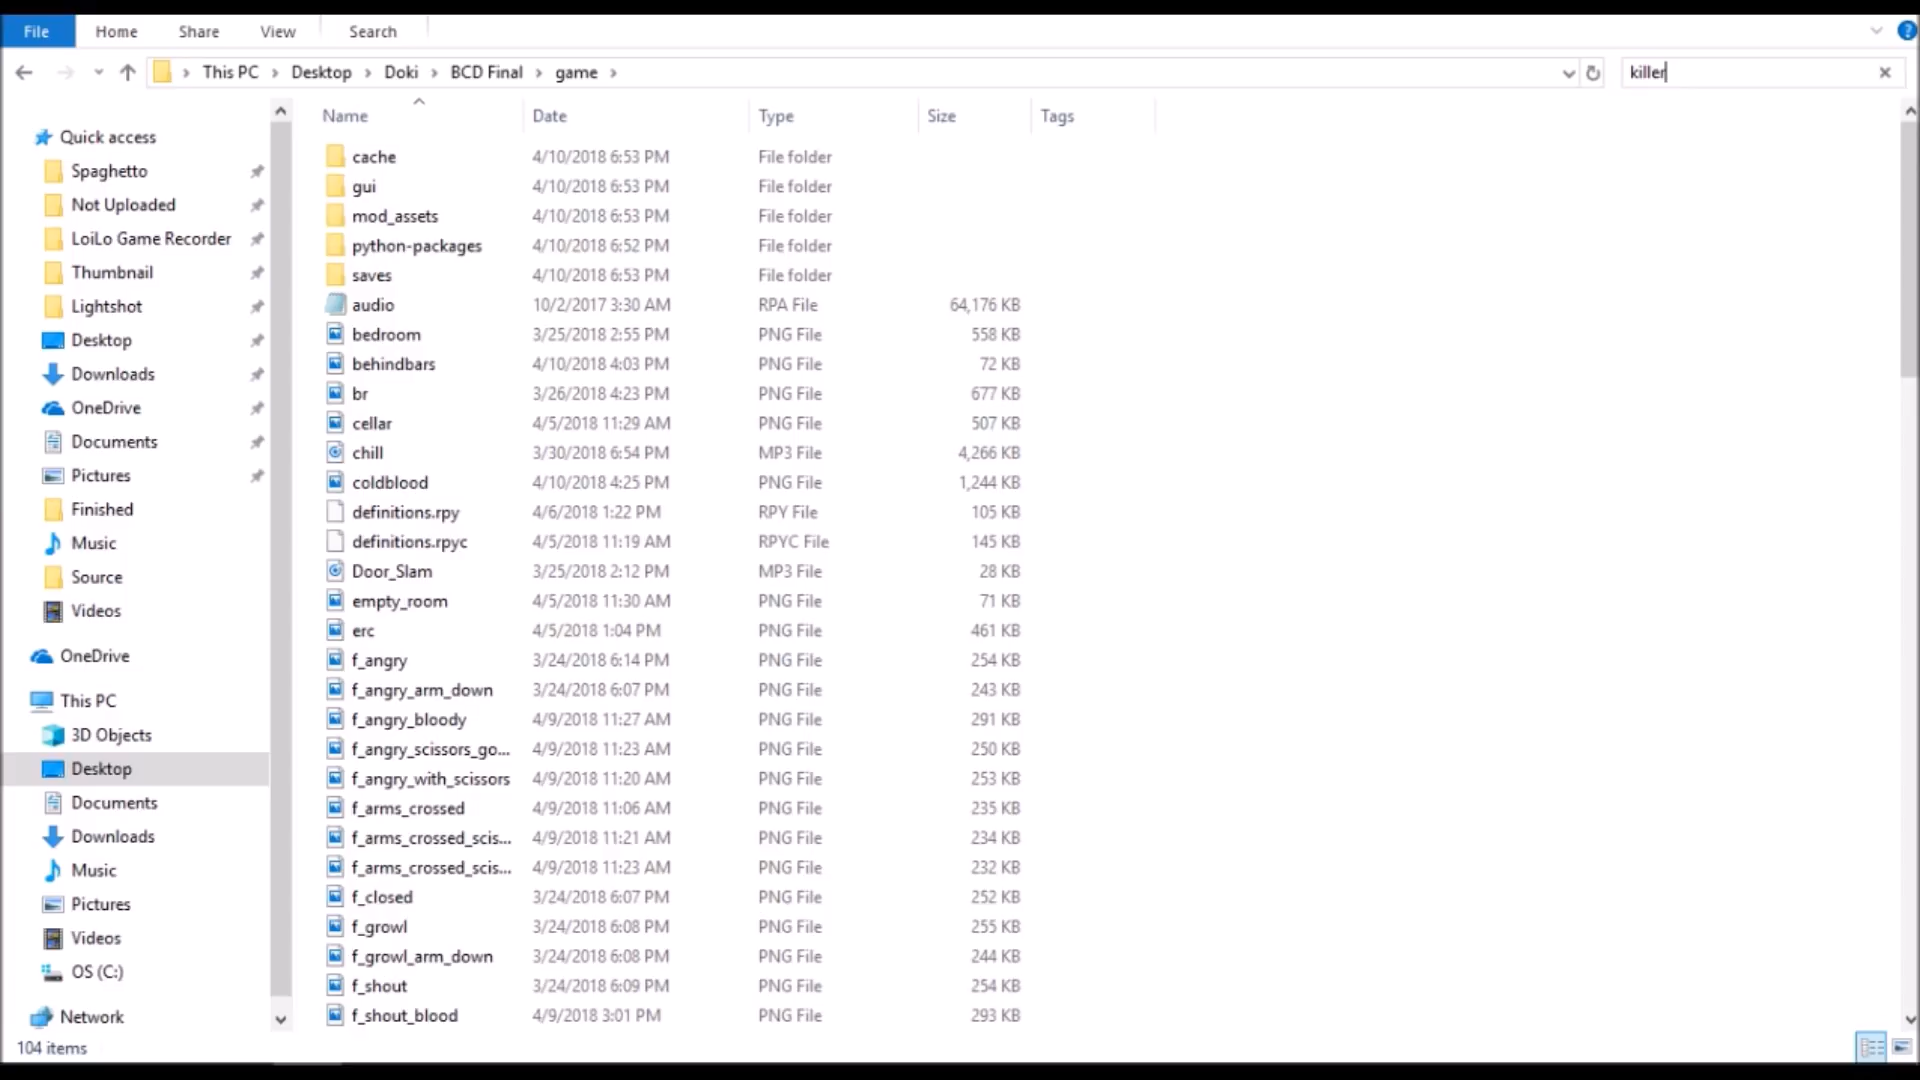 File Home Share View Search
This PC Desktop Doki BCD Final game killer
Name Date Type Size Tags
Quick access
Spaghetto
Not Uploaded
LoiLo Game Recorder
Thumbnail
Lightshot
Desktop
Downloads
OneDrive
Documents
Pictures
Finished
Music
Source
Videos
OneDrive
This PC
3D Objects
Desktop
Documents
Downloads
Music
Pictures
Videos
OS (C:)
Network
cache 4/10/2018 6:53 PM File folder
gui 4/10/2018 6:53 PM File folder
mod_assets 4/10/2018 6:53 PM File folder
python-packages 4/10/2018 6:52 PM File folder
saves 4/10/2018 6:53 PM File folder
audio 10/2/2017 3:30 AM RPA File 64,176 KB
bedroom 3/25/2018 2:55 PM PNG File 558 KB
behindbars 4/10/2018 4:03 PM PNG File 72 KB
br 3/26/2018 4:23 PM PNG File 677 KB
cellar 4/5/2018 11:29 AM PNG File 507 KB
chill 3/30/2018 6:54 PM MP3 File 4,266 KB
coldblood 4/10/2018 4:25 PM PNG File 1,244 KB
definitions.rpy 4/6/2018 1:22 PM RPY File 105 KB
definitions.rpyc 4/5/2018 11:19 AM RPYC File 145 KB
Door_Slam 3/25/2018 2:12 PM MP3 File 28 KB
empty_room 4/5/2018 11:30 AM PNG File 71 KB
erc 4/5/2018 1:04 PM PNG File 461 KB
f_angry 3/24/2018 6:14 PM PNG File 254 KB
f_angry_arm_down 3/24/2018 6:07 PM PNG File 243 KB
f_angry_bloody 4/9/2018 11:27 AM PNG File 291 KB
f_angry_scissors_go... 4/9/2018 11:23 AM PNG File 250 KB
f_angry_with_scissors 4/9/2018 11:20 AM PNG File 253 KB
f_arms_crossed 4/9/2018 11:06 AM PNG File 235 KB
f_arms_crossed_scis... 4/9/2018 11:21 AM PNG File 234 KB
f_arms_crossed_scis... 4/9/2018 11:23 AM PNG File 232 KB
f_closed 3/24/2018 6:07 PM PNG File 252 KB
f_growl 3/24/2018 6:08 PM PNG File 255 KB
f_growl_arm_down 3/24/2018 6:08 PM PNG File 244 KB
f_shout 3/24/2018 6:09 PM PNG File 254 KB
f_shout_blood 4/9/2018 3:01 PM PNG File 293 KB
104 items